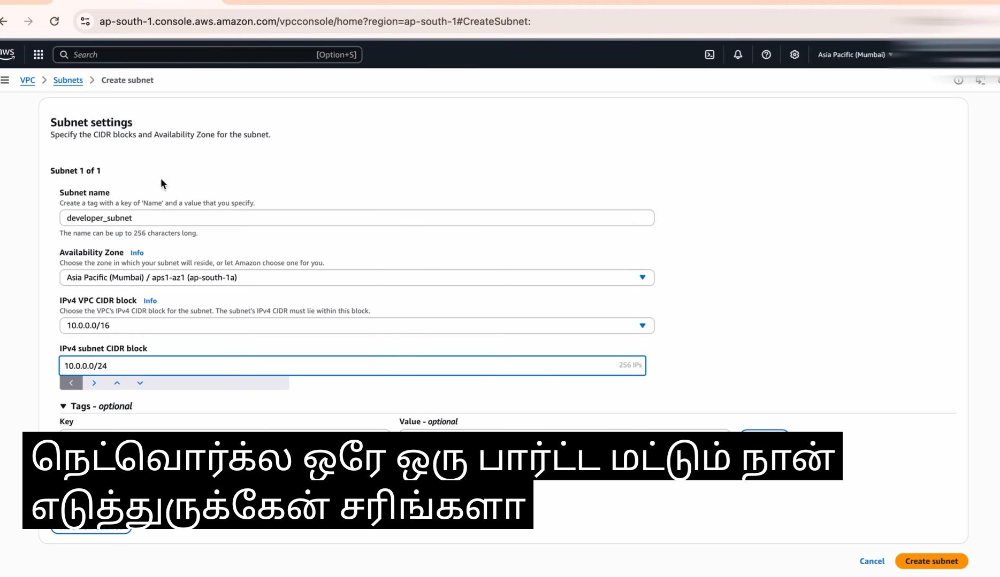 ap-south-1.console.aws.amazon.com/vpcconsole/home?region=ap-south-1#CreateSubnet:
aws Search [Option+S] Asia Pacific (Mumbai)
VPC > Subnets > Create subnet
Subnet settings
Specify the CIDR blocks and Availability Zone for the subnet.
Subnet 1 of 1
Subnet name
Create a tag with a key of 'Name' and a value that you specify.
developer_subnet
The name can be up to 256 characters long.
Availability Zone Info
Choose the zone in which your subnet will reside, or let Amazon choose one for you.
Asia Pacific (Mumbai) / aps1-az1 (ap-south-1a)
IPv4 VPC CIDR block Info
Choose the VPC's IPv4 CIDR block for the subnet. The subnet's IPv4 CIDR must lie within this block.
10.0.0.0/16
IPv4 subnet CIDR block
10.0.0.0/24 256 IPs
Tags - optional
Key Value - optional
நெட்வொர்க்ல ஒரே ஒரு பார்ட்ட மட்டும் நான்
எடுத்துருக்கேன் சரிங்களா
Cancel Create subnet